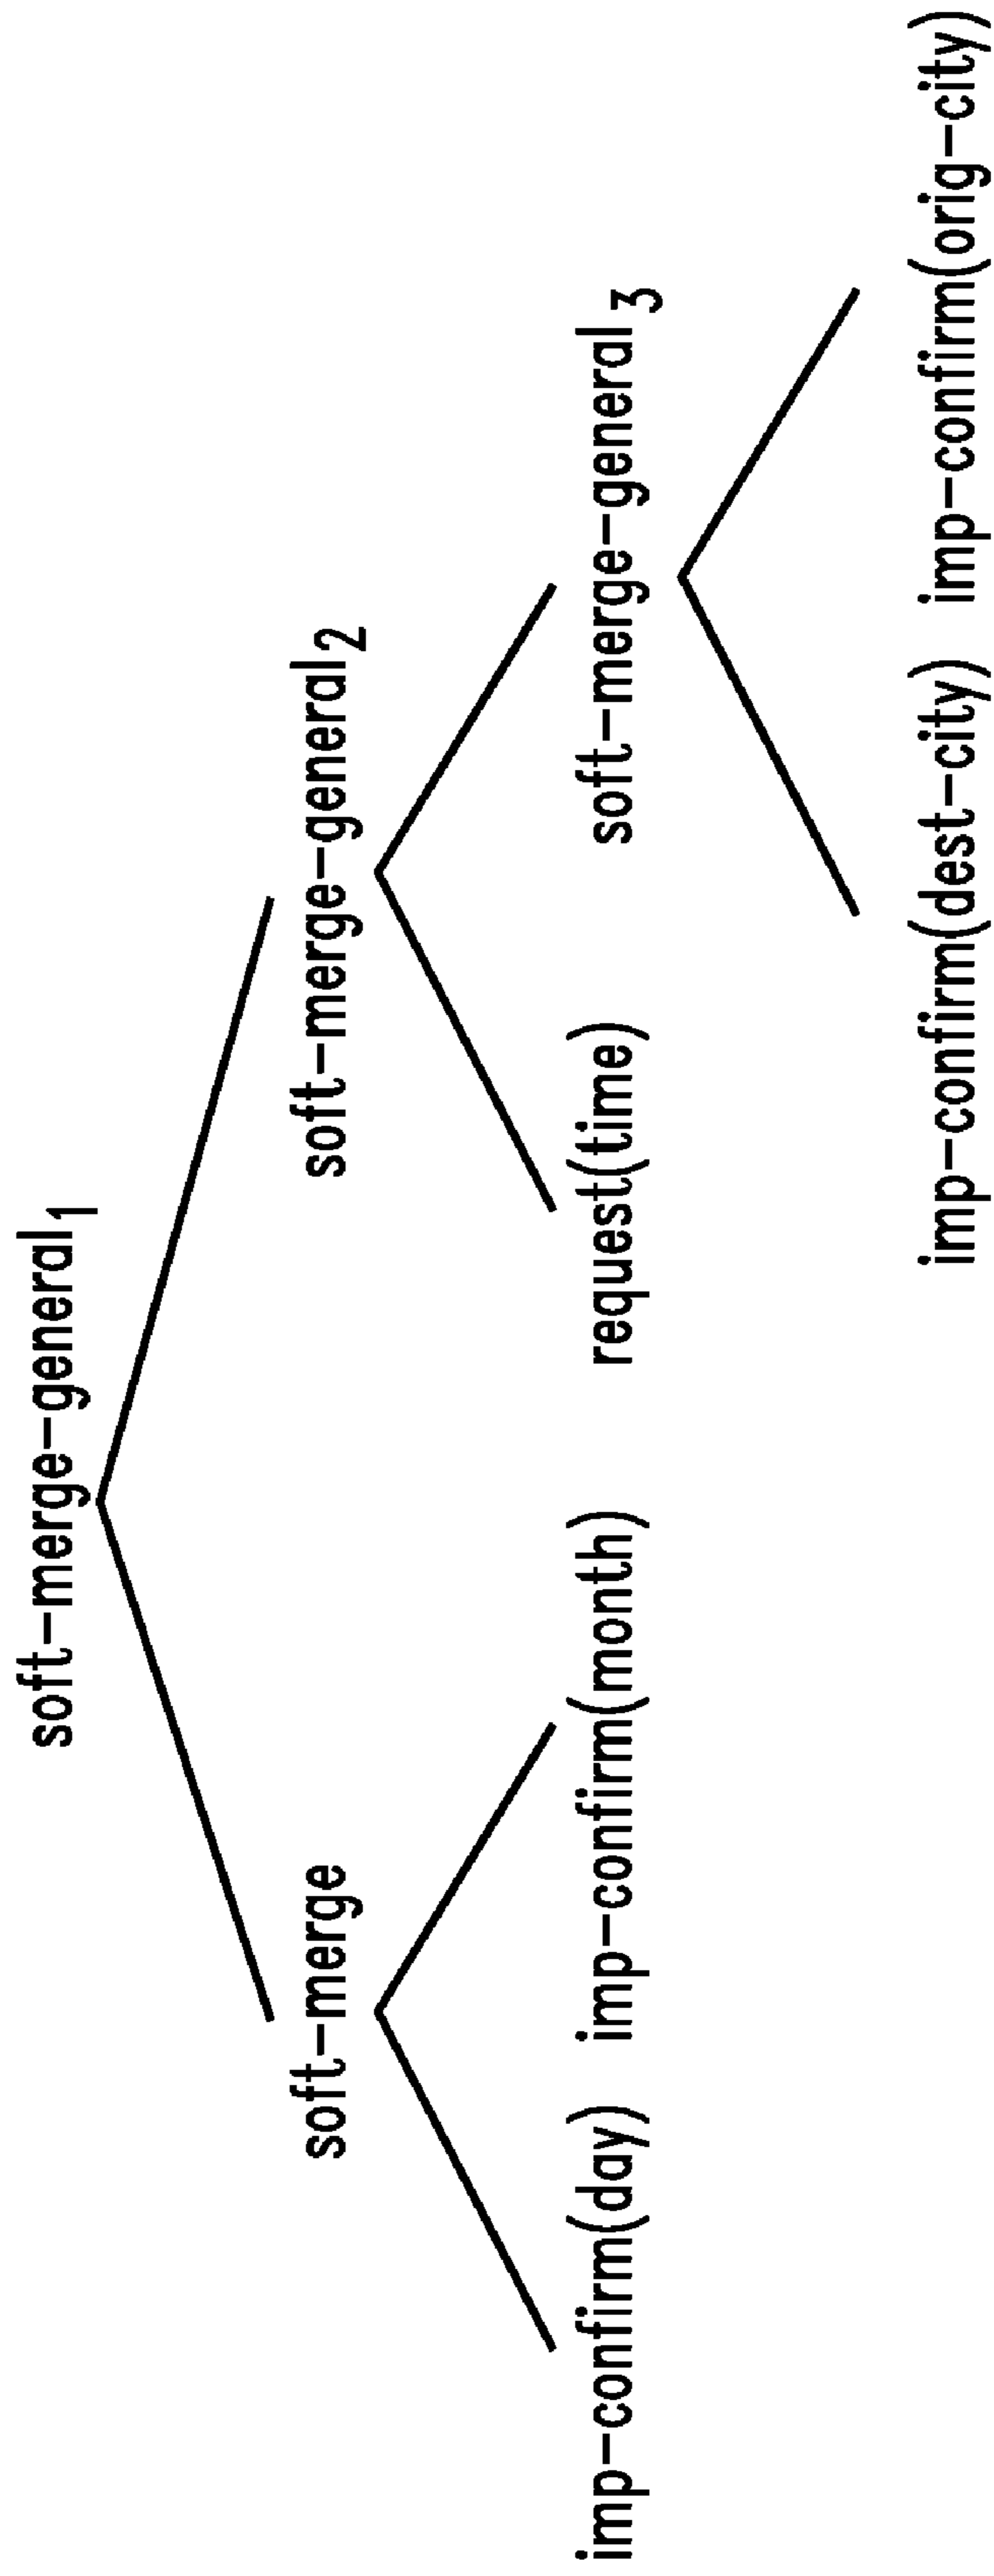 soft-merge-general1
soft-merge soft-merge-general2
imp-confirm(day) imp-confirm(month) request(time) soft-merge-general3
imp-confirm(dest-city) imp-confirm(orig-city)